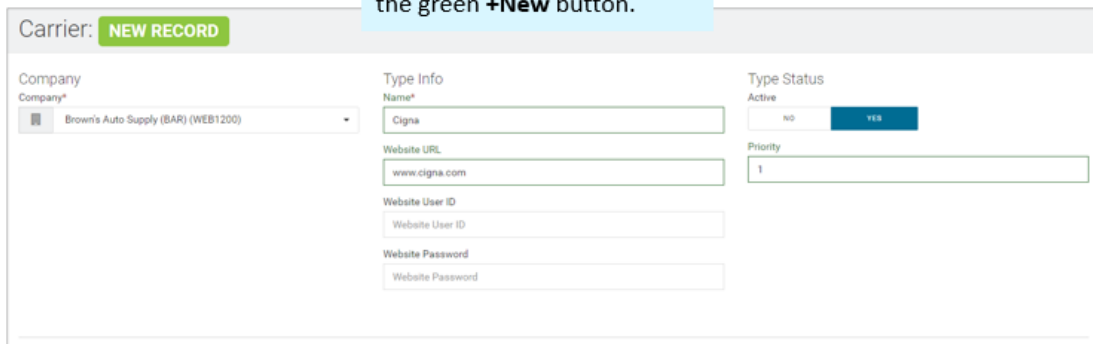 the green +New button.
Carrier: NEW RECORD
Company
Company*
Brown's Auto Supply (BAR) (WEB1200)
Type Info
Name*
Cigna
Website URL
www.cigna.com
Website User ID
Website User ID
Website Password
Website Password
Type Status
Active
NO YES
Priority
1